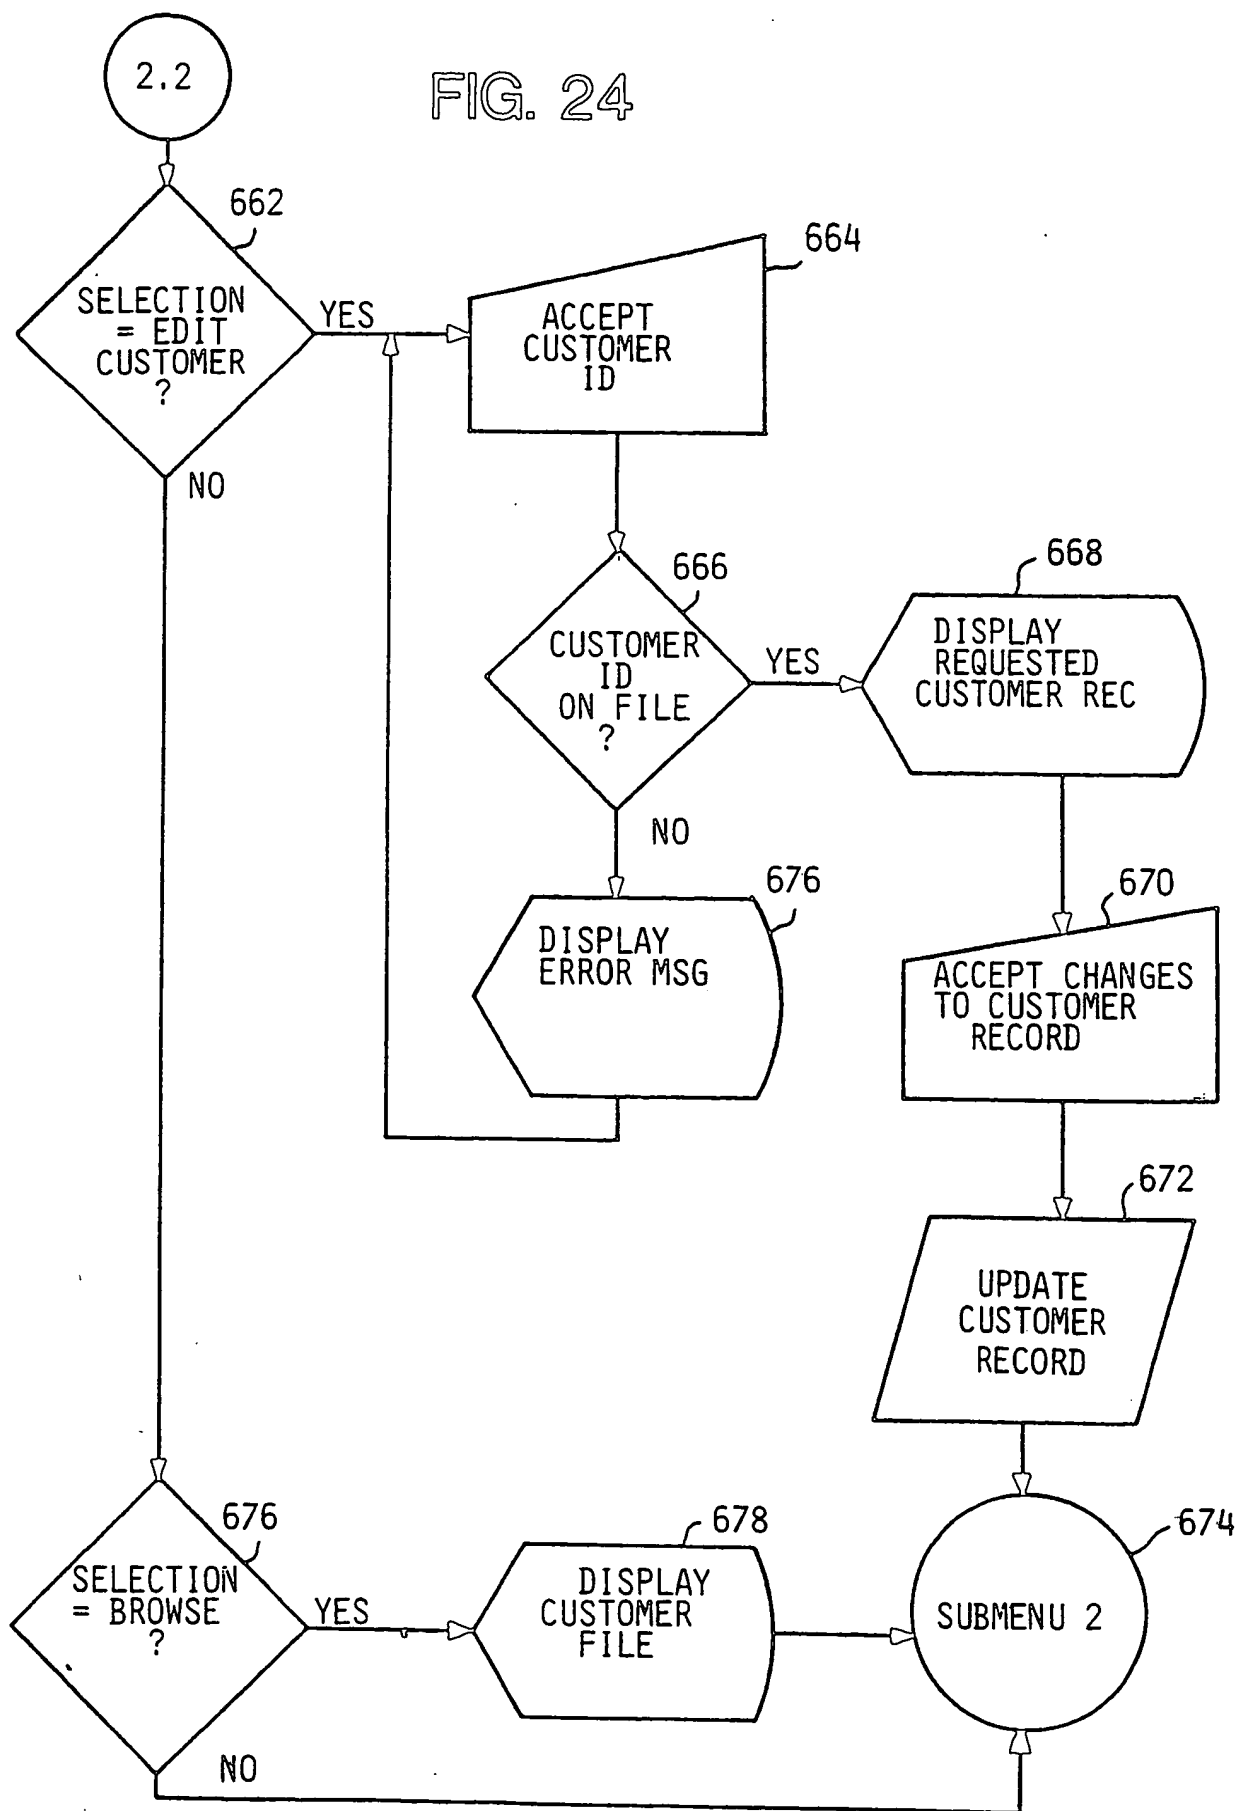 2.2
FIG. 24
662
SELECTION
= EDIT
CUSTOMER
?
YES
NO
664
ACCEPT
CUSTOMER
ID
666
CUSTOMER
ID
ON FILE
?
YES
NO
668
DISPLAY
REQUESTED
CUSTOMER REC
676
DISPLAY
ERROR MSG
670
ACCEPT CHANGES
TO CUSTOMER
RECORD
672
UPDATE
CUSTOMER
RECORD
676
SELECTION
= BROWSE
?
YES
NO
678
DISPLAY
CUSTOMER
FILE
674
SUBMENU 2